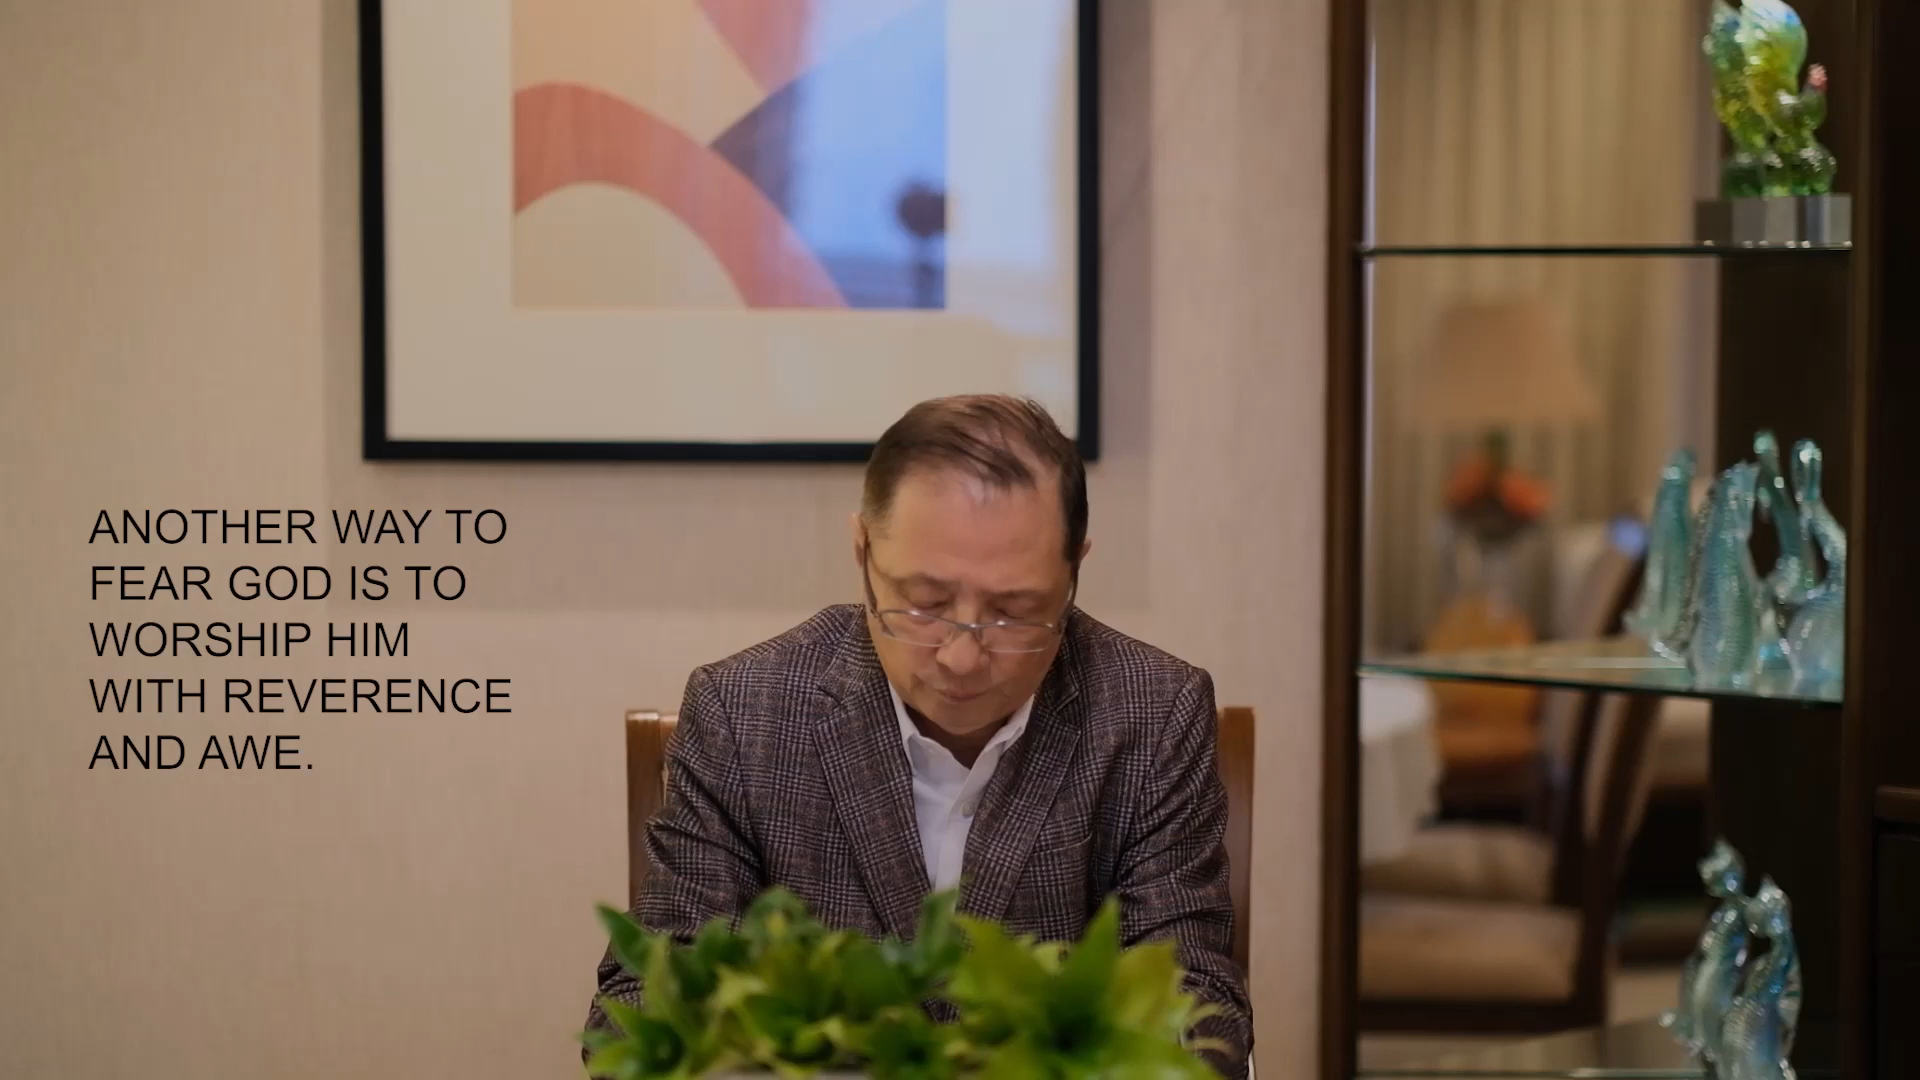 ANOTHER WAY TO
FEAR GOD IS TO
WORSHIP HIM
WITH REVERENCE
AND AWE.